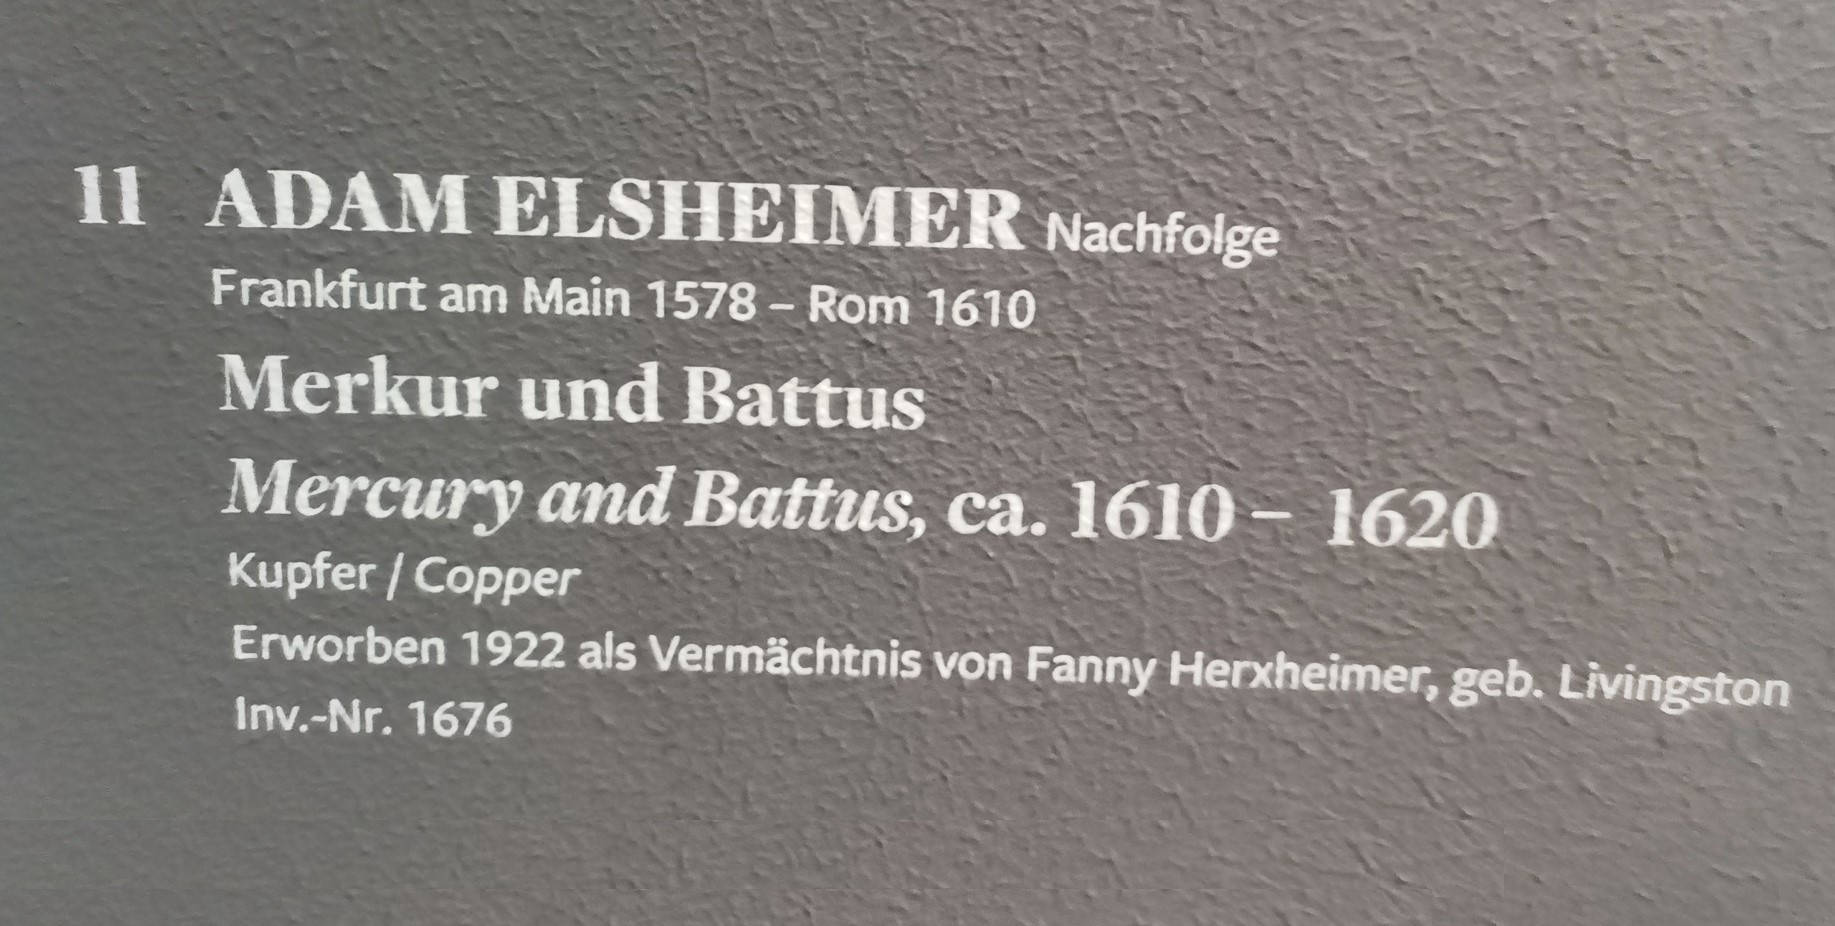 11 ADAM ELSHEIMER Nachfolge
Frankfurt am Main 1578 – Rom 1610
Merkur und Battus
Mercury and Battus, ca. 1610 – 1620
Kupfer / Copper
Erworben 1922 als Vermächtnis von Fanny Herxheimer, geb. Livingston
Inv.-Nr. 1676